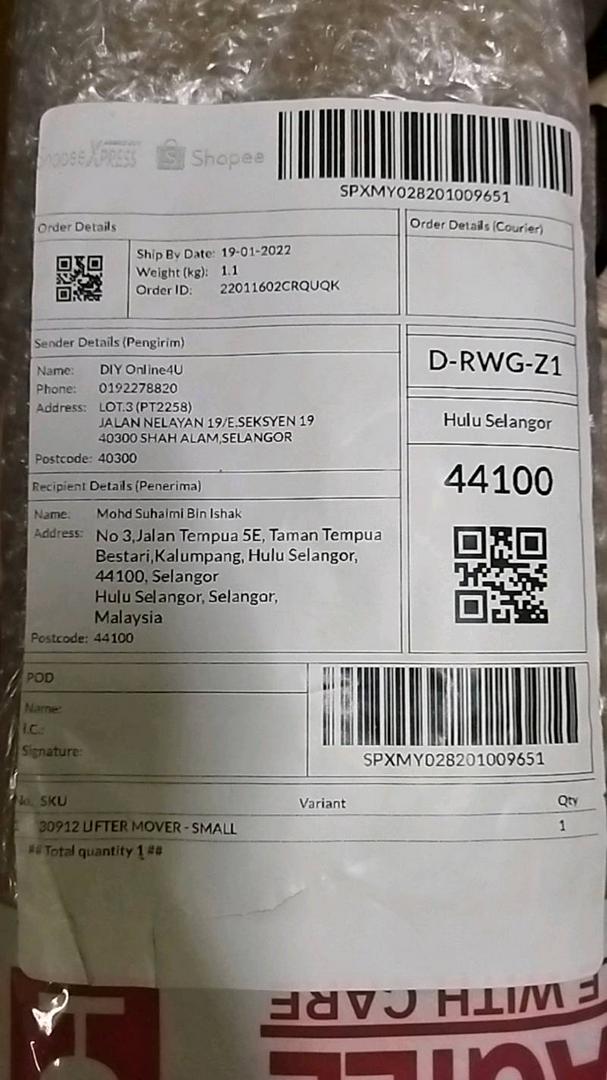 XPRESS Shopee
SPXMY028201009651
Order Details
Order Details (Courier)
Ship By Date: 19-01-2022
Weight (kg): 1.1
Order ID: 22011602CRQUQK
Sender Details (Pengirim)
Name: DIY Online4U
Phone: 0192278820
Address: LOT.3 (PT2258)
JALAN NELAYAN 19/E,SEKSYEN 19
40300 SHAH ALAM,SELANGOR
Postcode: 40300
D-RWG-Z1
Hulu Selangor
44100
Recipient Details (Penerima)
Name: Mohd Suhaimi Bin Ishak
Address: No 3,Jalan Tempua 5E, Taman Tempua
Bestari,Kalumpang, Hulu Selangor,
44100, Selangor
Hulu Selangor, Selangor,
Malaysia
Postcode: 44100
POD
Name:
I.C.:
Signature:
SPXMY028201009651
No. SKU Variant Qty
30912 LIFTER MOVER - SMALL 1
## Total quantity 1 ##
WITH CARE